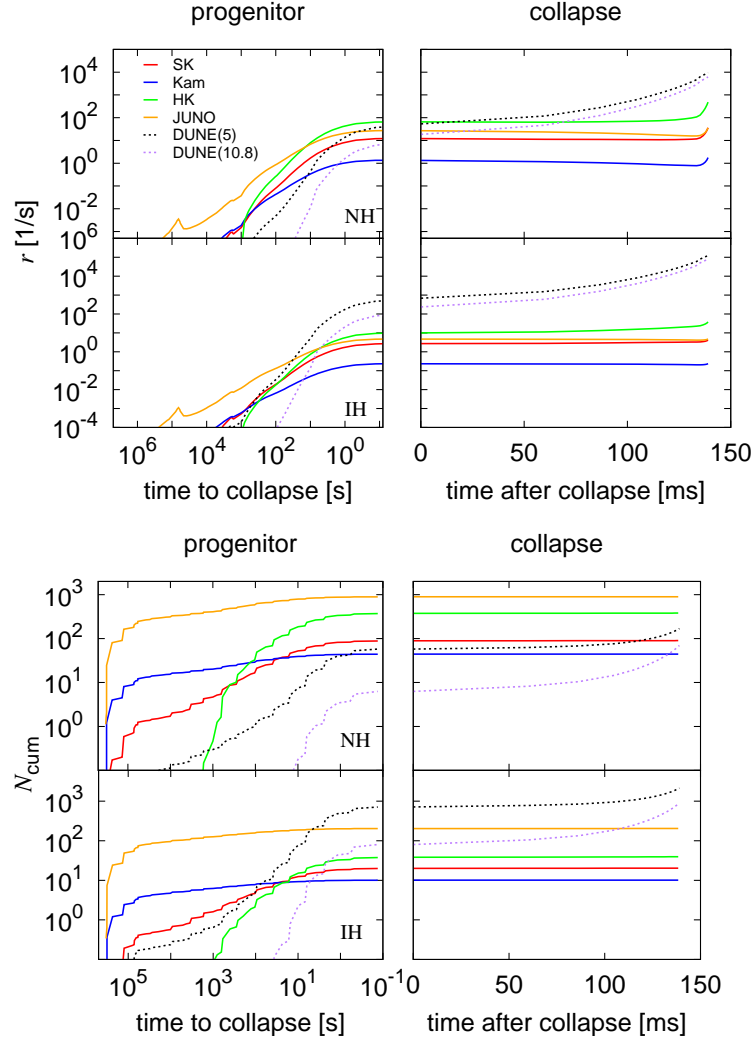 progenitor collapse
SK
Kam
HK
JUNO
DUNE(5)
DUNE(10.8)
10^4
10^2
10^0
10^-2
10^6
NH
r [1/s]
10^4
10^2
10^0
10^-2
10^-4
IH
10^6 10^4 10^2 10^0 0 50 100 150
time to collapse [s] time after collapse [ms]
progenitor collapse
10^3
10^2
10^1
10^0
NH
N_cum
10^3
10^2
10^1
10^0
IH
10^5 10^3 10^1 10^-1 0 50 100 150
time to collapse [s] time after collapse [ms]